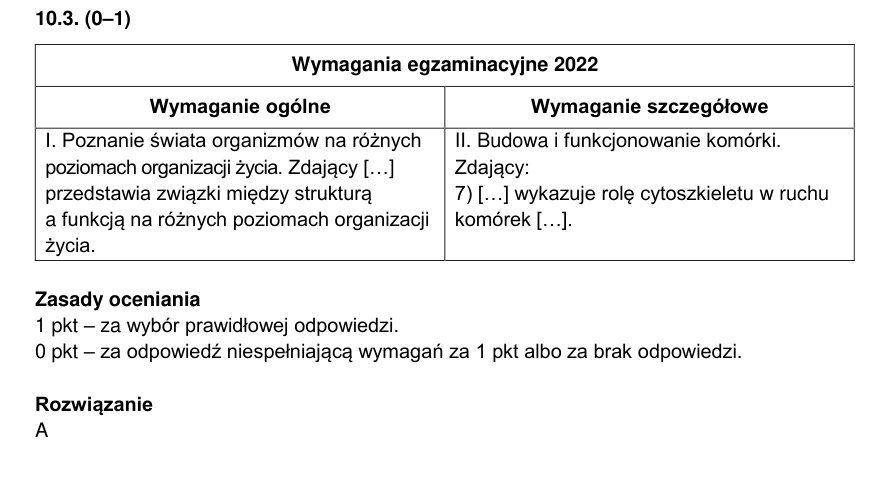 10.3. (0–1)
Wymagania egzaminacyjne 2022
Wymaganie ogólne
Wymaganie szczegółowe
I. Poznanie świata organizmów na różnych
poziomach organizacji życia. Zdający […]
przedstawia związki między strukturą
a funkcją na różnych poziomach organizacji
życia.
II. Budowa i funkcjonowanie komórki.
Zdający:
7) […] wykazuje rolę cytoszkieletu w ruchu
komórek […].
Zasady oceniania
1 pkt – za wybór prawidłowej odpowiedzi.
0 pkt – za odpowiedź niespełniającą wymagań za 1 pkt albo za brak odpowiedzi.
Rozwiązanie
A